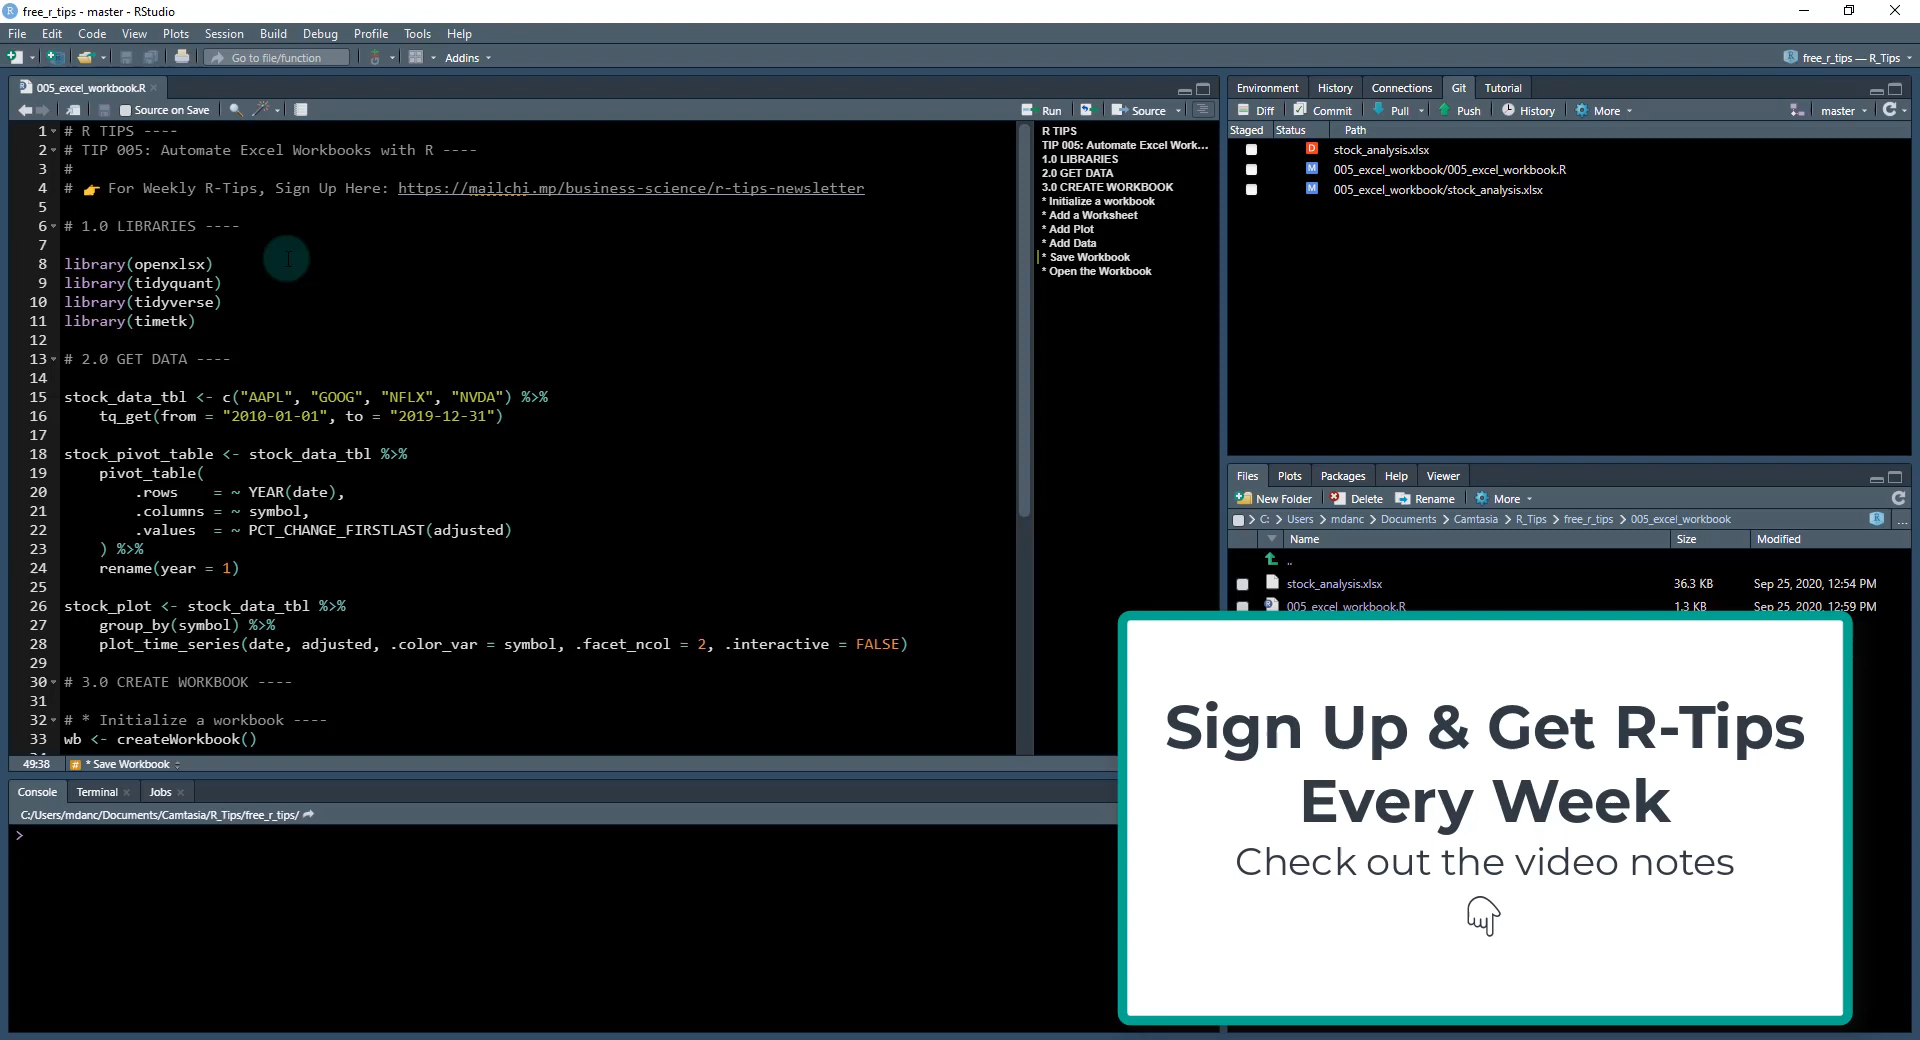 free_r_tips - master - RStudio
File Edit Code View Plots Session Build Debug Profile Tools Help
Go to file/function Addins free_r_tips — R_Tips
005_excel_workbook.R
Source on Save Run Source
1 # R TIPS ----
2 # TIP 005: Automate Excel Workbooks with R ----
3 #
4 # 👉 For Weekly R-Tips, Sign Up Here: https://mailchi.mp/business-science/r-tips-newsletter
5
6 # 1.0 LIBRARIES ----
7
8 library(openxlsx)
9 library(tidyquant)
10 library(tidyverse)
11 library(timetk)
12
13 # 2.0 GET DATA ----
14
15 stock_data_tbl <- c("AAPL", "GOOG", "NFLX", "NVDA") %>%
16     tq_get(from = "2010-01-01", to = "2019-12-31")
17
18 stock_pivot_table <- stock_data_tbl %>%
19     pivot_table(
20         .rows    = ~ YEAR(date),
21         .columns = ~ symbol,
22         .values  = ~ PCT_CHANGE_FIRSTLAST(adjusted)
23     ) %>%
24     rename(year = 1)
25
26 stock_plot <- stock_data_tbl %>%
27     group_by(symbol) %>%
28     plot_time_series(date, adjusted, .color_var = symbol, .facet_ncol = 2, .interactive = FALSE)
29
30 # 3.0 CREATE WORKBOOK ----
31
32 # * Initialize a workbook ----
33 wb <- createWorkbook()
49:38 # * Save Workbook
R TIPS
TIP 005: Automate Excel Work...
1.0 LIBRARIES
2.0 GET DATA
3.0 CREATE WORKBOOK
* Initialize a workbook
* Add a Worksheet
* Add Plot
* Add Data
* Save Workbook
* Open the Workbook
Console Terminal Jobs
C:/Users/mdanc/Documents/Camtasia/R_Tips/free_r_tips/
>
Environment History Connections Git Tutorial
Diff Commit Pull Push History More master
Staged Status Path
D stock_analysis.xlsx
M 005_excel_workbook/005_excel_workbook.R
M 005_excel_workbook/stock_analysis.xlsx
Files Plots Packages Help Viewer
New Folder Delete Rename More
C: > Users > mdanc > Documents > Camtasia > R_Tips > free_r_tips > 005_excel_workbook ...
Name Size Modified
..
stock_analysis.xlsx 36.3 KB Sep 25, 2020, 12:54 PM
005_excel_workbook.R 1.3 KB Sep 25, 2020, 12:59 PM
Sign Up & Get R-Tips
Every Week
Check out the video notes